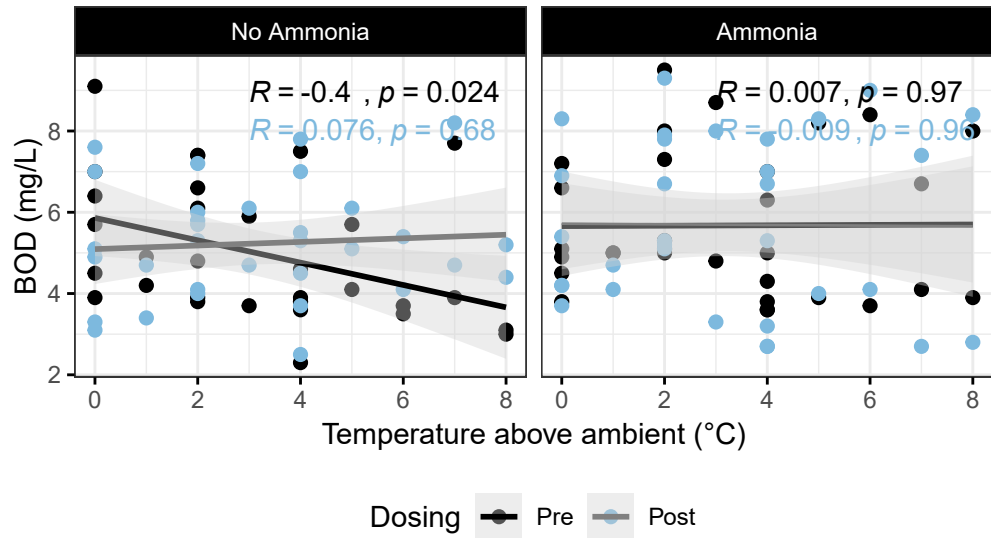 No Ammonia
Ammonia
R = -0.4 , p = 0.024
R = 0.076, p = 0.68
R = 0.007, p = 0.97
R = -0.009, p = 0.96
BOD (mg/L)
8
6
4
2
0 2 4 6 8
0 2 4 6 8
Temperature above ambient (°C)
Dosing Pre Post